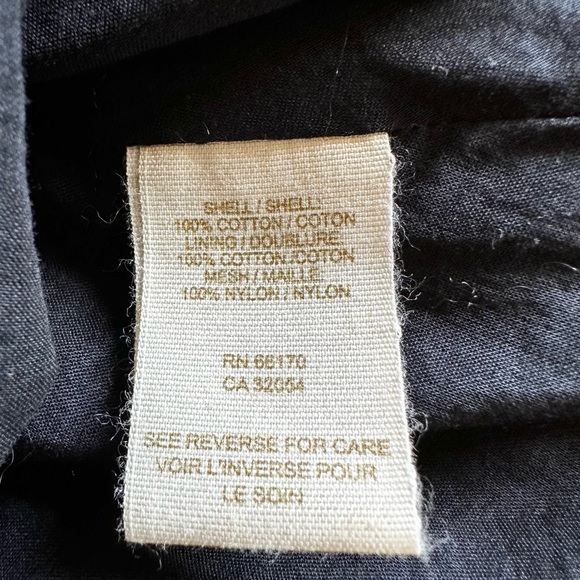 SHELL / SHELL:
100% COTTON / COTON
LINING / DOUBLURE
100% COTTON / COTON
MESH / MAILLE
100% NYLON / NYLON
RN 66170
CA 32054
SEE REVERSE FOR CARE
VOIR L'INVERSE POUR
LE SOIN